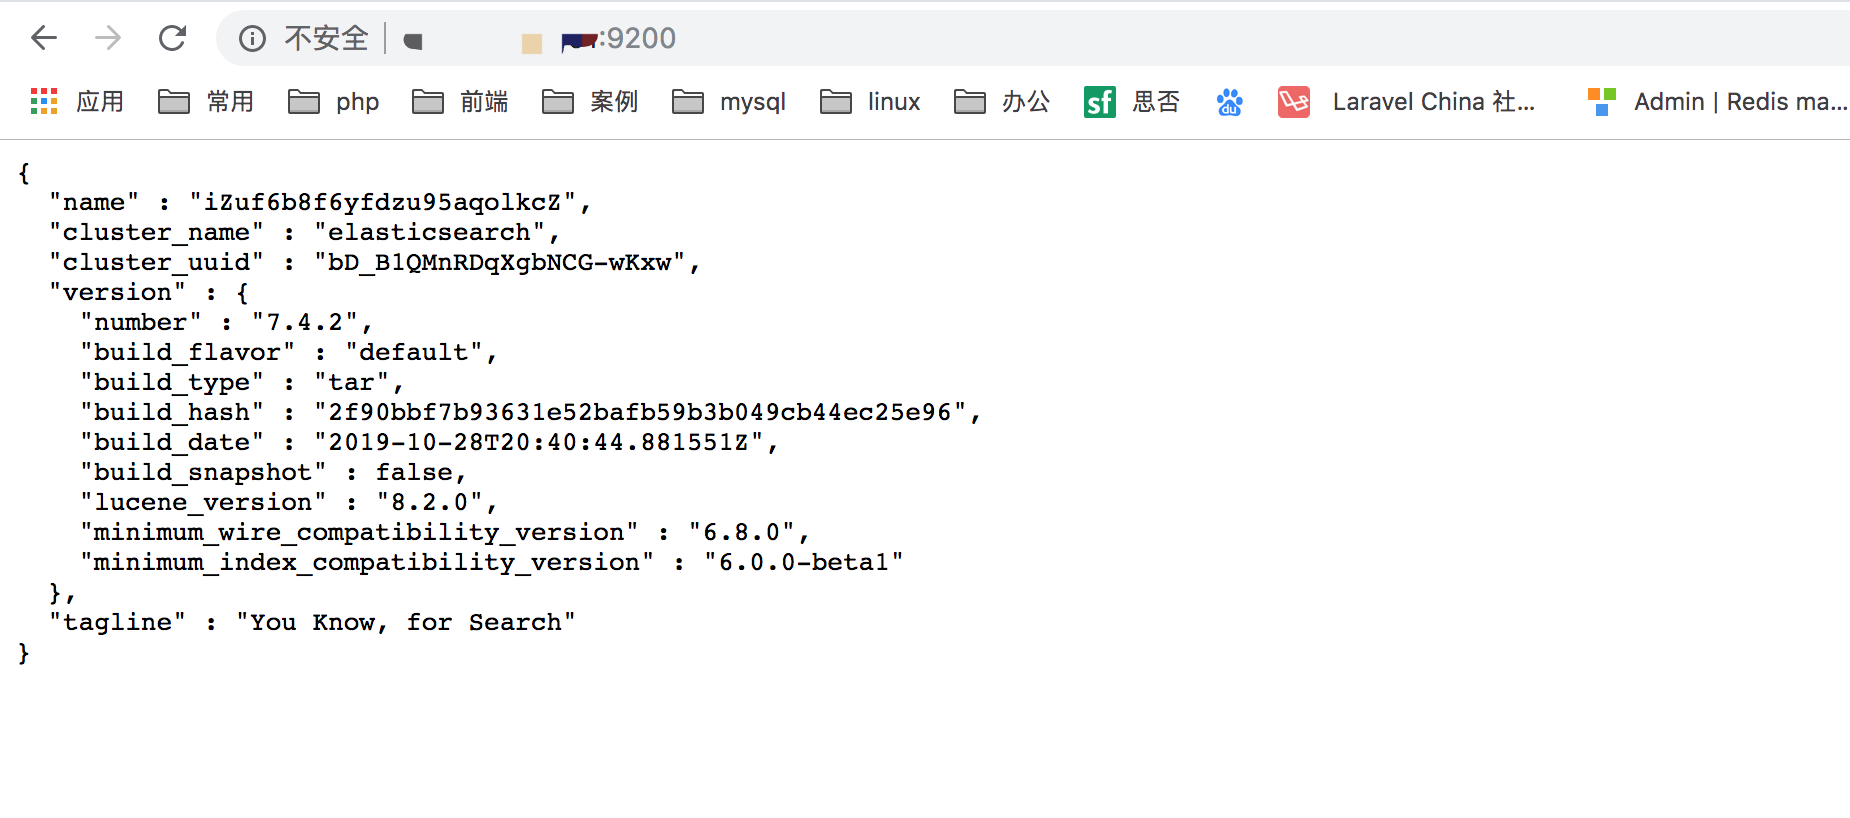 不安全 :9200
应用 常用 php 前端 案例 mysql linux 办公 sf 思否 du Laravel China 社... Admin | Redis ma...
{
"name" : "iZuf6b8f6yfdzu95aqolkcZ",
"cluster_name" : "elasticsearch",
"cluster_uuid" : "bD_B1QMnRDqXgbNCG-wKxw",
"version" : {
"number" : "7.4.2",
"build_flavor" : "default",
"build_type" : "tar",
"build_hash" : "2f90bbf7b93631e52bafb59b3b049cb44ec25e96",
"build_date" : "2019-10-28T20:40:44.881551Z",
"build_snapshot" : false,
"lucene_version" : "8.2.0",
"minimum_wire_compatibility_version" : "6.8.0",
"minimum_index_compatibility_version" : "6.0.0-beta1"
},
"tagline" : "You Know, for Search"
}